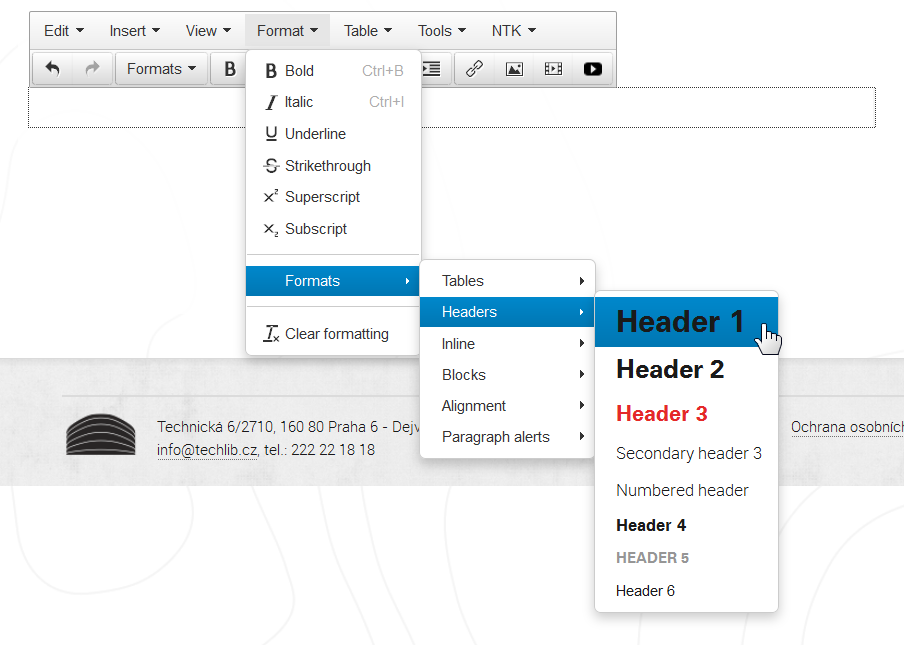 Edit Insert View Format Table Tools NTK
Formats B
B Bold Ctrl+B
I Italic Ctrl+I
U Underline
S Strikethrough
x² Superscript
x₂ Subscript
Formats
Clear formatting
Tables
Headers
Inline
Blocks
Alignment
Paragraph alerts
Header 1
Header 2
Header 3
Secondary header 3
Numbered header
Header 4
HEADER 5
Header 6
Technická 6/2710, 160 80 Praha 6 - Dejv
info@techlib.cz, tel.: 222 22 18 18
Ochrana osobních